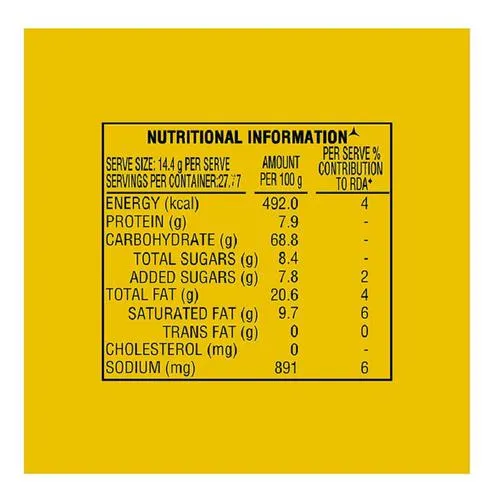 NUTRITIONAL INFORMATION
SERVE SIZE: 14.4 g PER SERVE AMOUNT PER SERVE %
SERVINGS PER CONTAINER: PER 100 g CONTRIBUTION
TO RDA+
ENERGY (kcal) 492.0 4
PROTEIN (g) 7.9 -
CARBOHYDRATE (g) 68.8 -
TOTAL SUGARS (g) 8.4 -
ADDED SUGARS (g) 7.8 2
TOTAL FAT (g) 20.6 4
SATURATED FAT (g) 9.7 6
TRANS FAT (g) 0 0
CHOLESTEROL (mg) 0 -
SODIUM (mg) 891 6